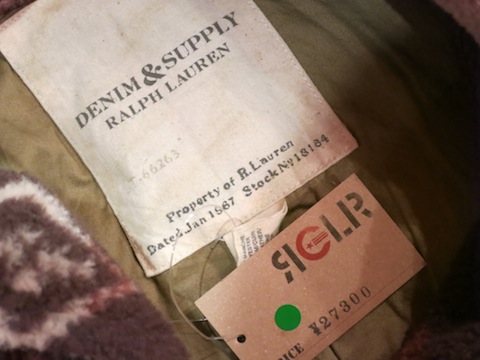 DENIM & SUPPLY
RALPH LAUREN
T.66263
Property of R.Lauren
Dated Jan 1967 Stock No 18184
¥27300